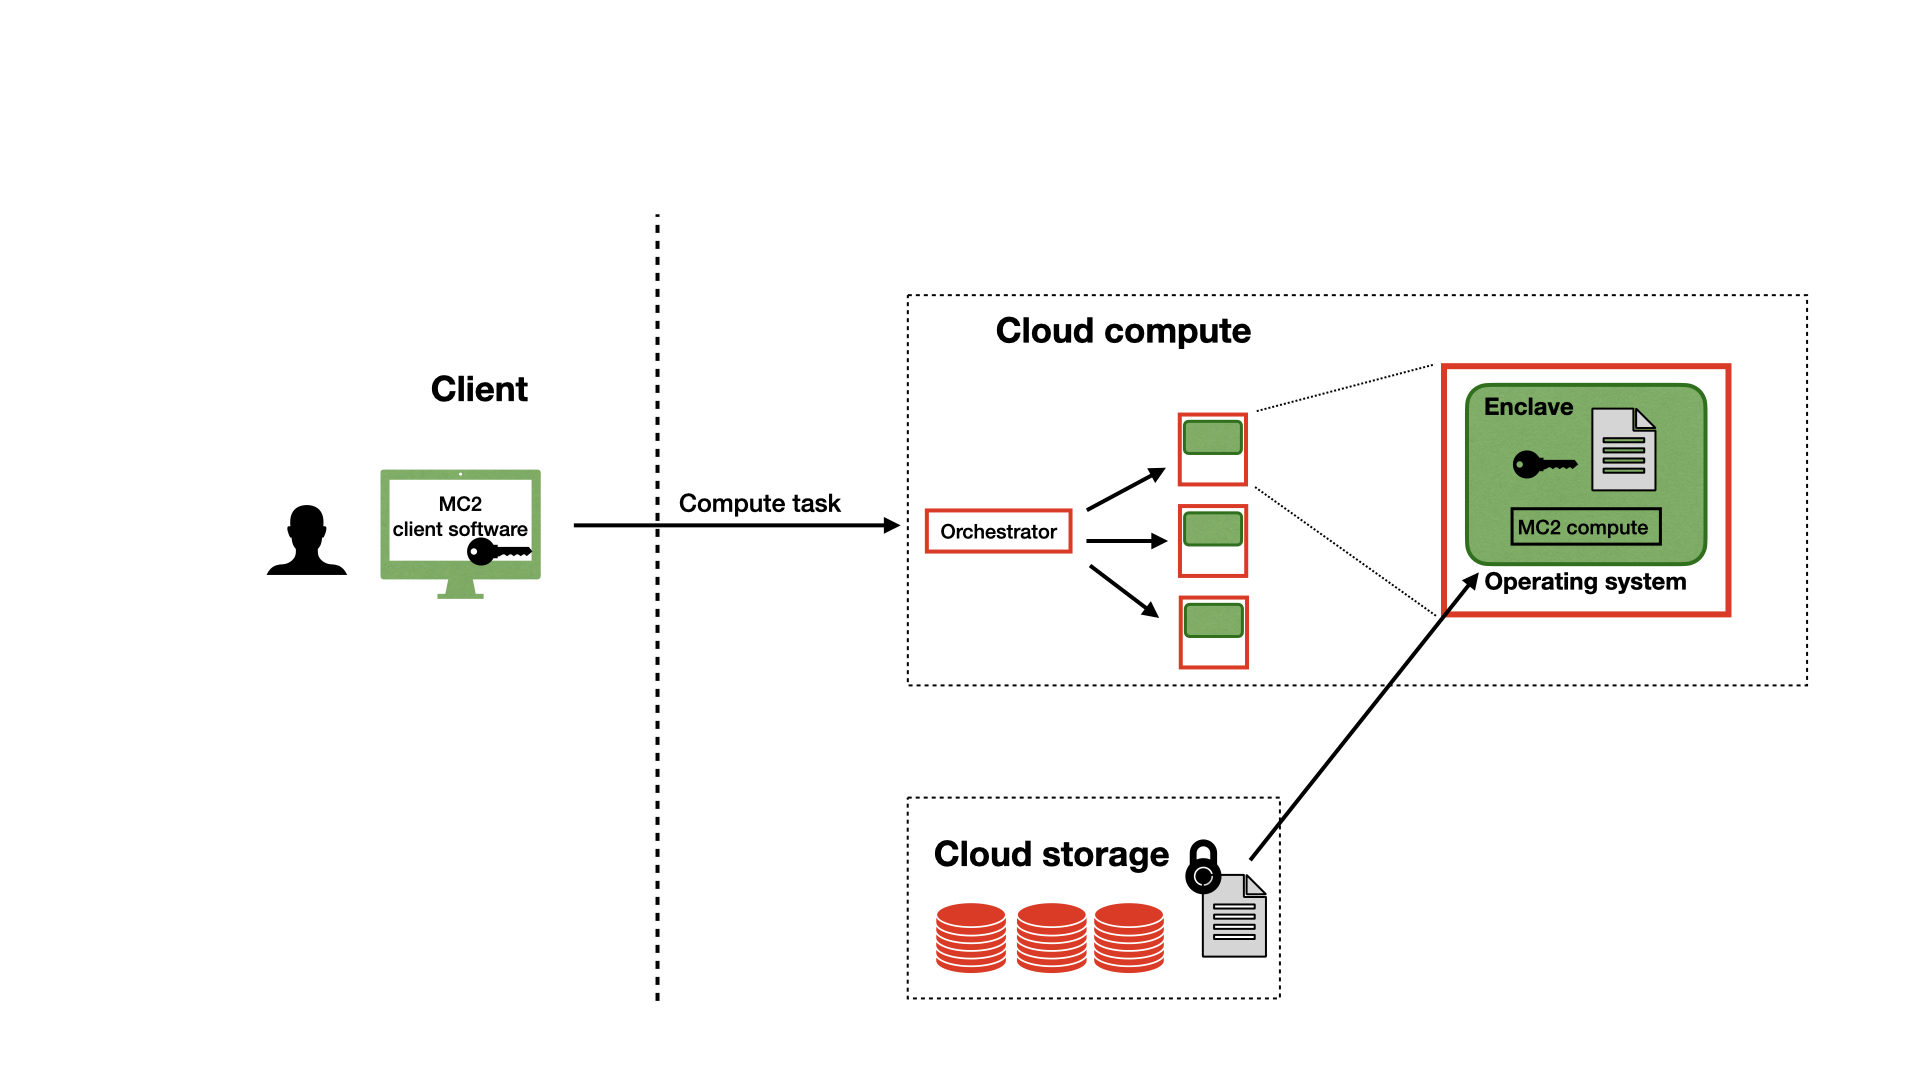 Client
MC2
client software
Compute task
Cloud compute
Orchestrator
Enclave
MC2 compute
Operating system
Cloud storage